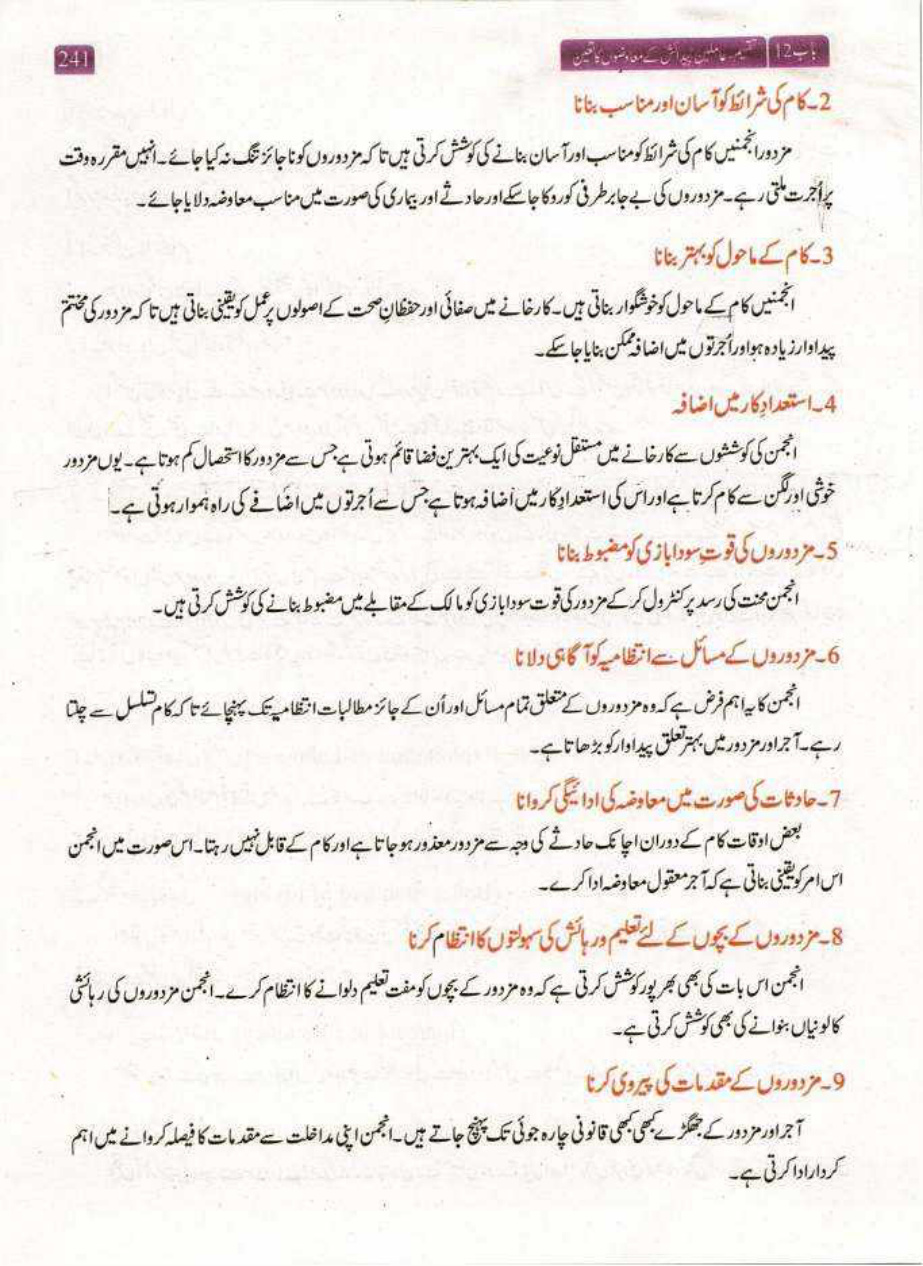 باب 12 تقسیم۔ عاملین پیدائش کے معاوضوں کا تعین
241
2۔ کام کی شرائط کو آسان اور مناسب بنانا
مزدور انجمنیں کام کی شرائط کو مناسب اور آسان بنانے کی کوشش کرتی ہیں تاکہ مزدوروں کو ناجائز تنگ نہ کیا جائے۔ انہیں مقررہ وقت
پر اُجرت ملتی رہے۔ مزدوروں کی بے جا برطرفی کو روکا جا سکے اور حادثے اور بیماری کی صورت میں مناسب معاوضہ دلایا جائے۔
3۔ کام کے ماحول کو بہتر بنانا
انجمنیں کام کے ماحول کو خوشگوار بناتی ہیں۔ کارخانے میں صفائی اور حفظانِ صحت کے اصولوں پر عمل کو یقینی بناتی ہیں تاکہ مزدور کی مختتم
پیداوار زیادہ ہو اور اُجرتوں میں اضافہ ممکن بنایا جا سکے۔
4۔ استعدادِ کار میں اضافہ
انجمن کی کوششوں سے کارخانے میں مستقل نوعیت کی ایک بہترین فضا قائم ہوتی ہے جس سے مزدور کا استحصال کم ہوتا ہے۔ یوں مزدور
خوشی اور لگن سے کام کرتا ہے اور اس کی استعدادِ کار میں اضافہ ہوتا ہے جس سے اُجرتوں میں اضافے کی راہ ہموار ہوتی ہے۔
5۔ مزدوروں کی قوتِ سودا بازی کو مضبوط بنانا
انجمن محنت کی رسد پر کنٹرول کر کے مزدور کی قوت سودا بازی کو مالک کے مقابلے میں مضبوط بنانے کی کوشش کرتی ہیں۔
6۔ مزدوروں کے مسائل سے انتظامیہ کو آگاہی دلانا
انجمن کا یہ اہم فرض ہے کہ وہ مزدوروں کے متعلق تمام مسائل اور اُن کے جائز مطالبات انتظامیہ تک پہنچائے تاکہ کام تسلسل سے چلتا
رہے۔ آجر اور مزدور میں بہتر تعلق پیداوار کو بڑھاتا ہے۔
7۔ حادثات کی صورت میں معاوضہ کی ادائیگی کروانا
بعض اوقات کام کے دوران اچانک حادثے کی وجہ سے مزدور معذور ہو جاتا ہے اور کام کے قابل نہیں رہتا۔ اس صورت میں انجمن
اس امر کو یقینی بناتی ہے کہ آجر معقول معاوضہ ادا کرے۔
8۔ مزدوروں کے بچوں کے لئے تعلیم و رہائش کی سہولتوں کا انتظام کرنا
انجمن اس بات کی بھی بھرپور کوشش کرتی ہے کہ وہ مزدور کے بچوں کو مفت تعلیم دلوانے کا انتظام کرے۔ انجمن مزدوروں کی رہائشی
کالونیاں بنوانے کی بھی کوشش کرتی ہے۔
9۔ مزدوروں کے مقدمات کی پیروی کرنا
آجر اور مزدور کے جھگڑے کبھی کبھی قانونی چارہ جوئی تک پہنچ جاتے ہیں۔ انجمن اپنی مداخلت سے مقدمات کا فیصلہ کروانے میں اہم
کردار ادا کرتی ہے۔